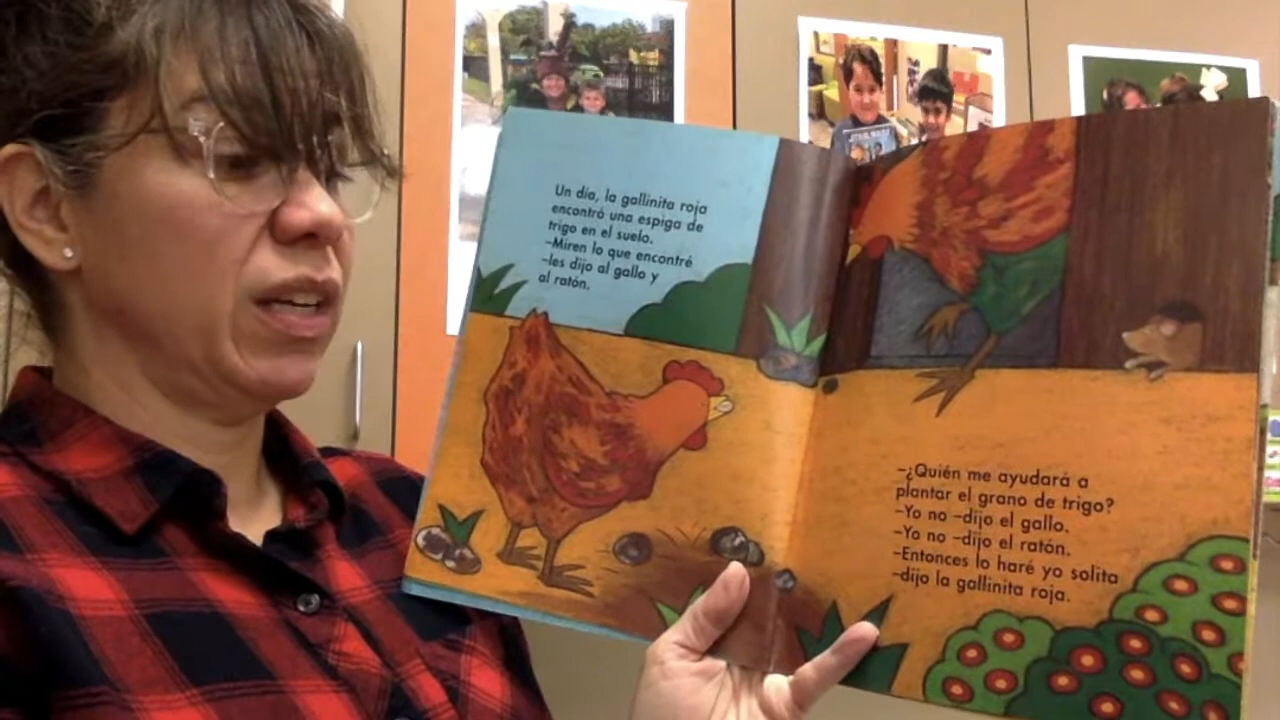 Un día, la gallinita roja
encontró una espiga de
trigo en el suelo.
–Miren lo que encontré
–les dijo al gallo y
al ratón.
–¿Quién me ayudará a
plantar el grano de trigo?
–Yo no –dijo el gallo.
–Yo no –dijo el ratón.
–Entonces lo haré yo solita
–dijo la gallinita roja.
STAR WARS